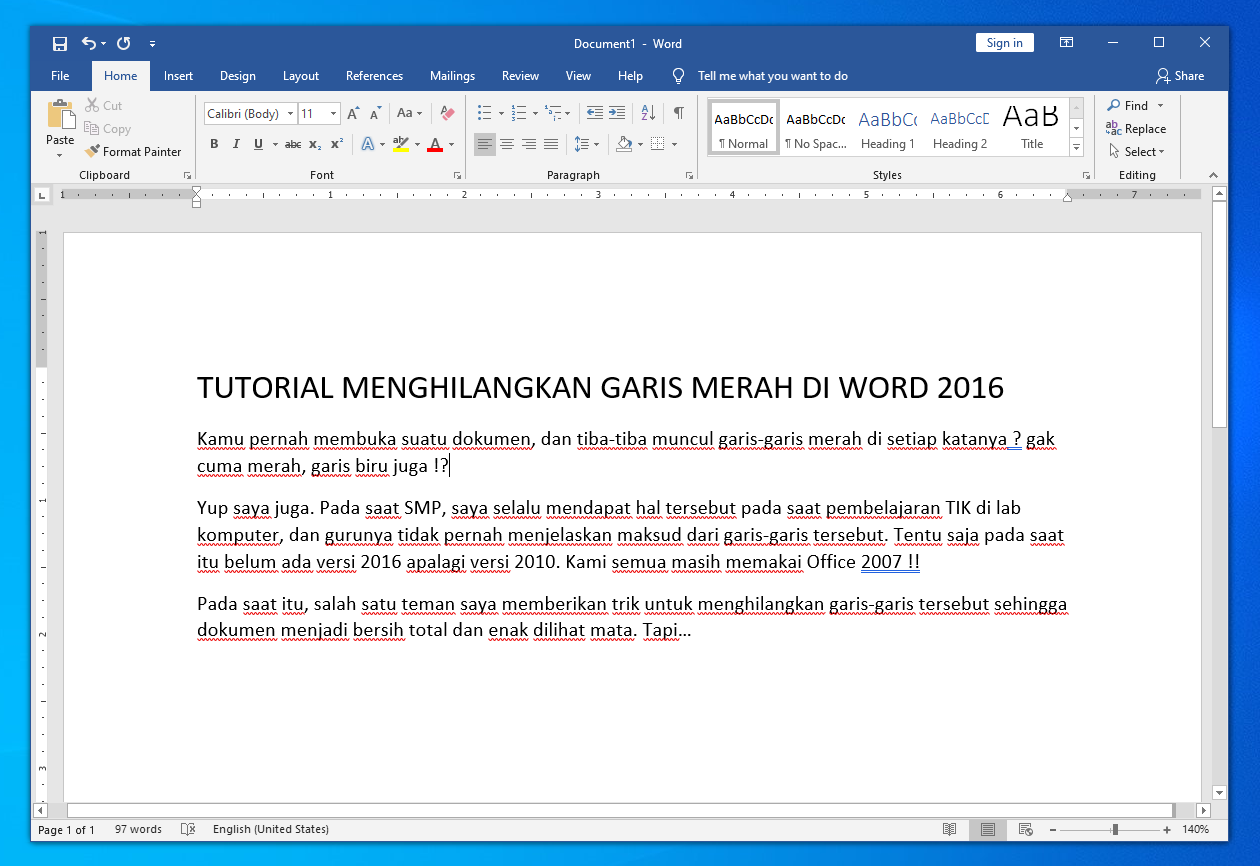 Document1 - Word
Sign in
File Home Insert Design Layout References Mailings Review View Help Tell me what you want to do Share
Paste
Cut
Copy
Format Painter
Clipboard
Calibri (Body) 11
Font
Paragraph
AaBbCcDc AaBbCcDc AaBbCc AaBbCcD AaB
¶ Normal ¶ No Spac... Heading 1 Heading 2 Title
Styles
Find
Replace
Select
Editing
1 1 2 3 4 5 6 7
TUTORIAL MENGHILANGKAN GARIS MERAH DI WORD 2016
Kamu pernah membuka suatu dokumen, dan tiba-tiba muncul garis-garis merah di setiap katanya ? gak
cuma merah, garis biru juga !?
Yup saya juga. Pada saat SMP, saya selalu mendapat hal tersebut pada saat pembelajaran TIK di lab
komputer, dan gurunya tidak pernah menjelaskan maksud dari garis-garis tersebut. Tentu saja pada saat
itu belum ada versi 2016 apalagi versi 2010. Kami semua masih memakai Office 2007 !!
Pada saat itu, salah satu teman saya memberikan trik untuk menghilangkan garis-garis tersebut sehingga
dokumen menjadi bersih total dan enak dilihat mata. Tapi...
Page 1 of 1 97 words English (United States) 140%